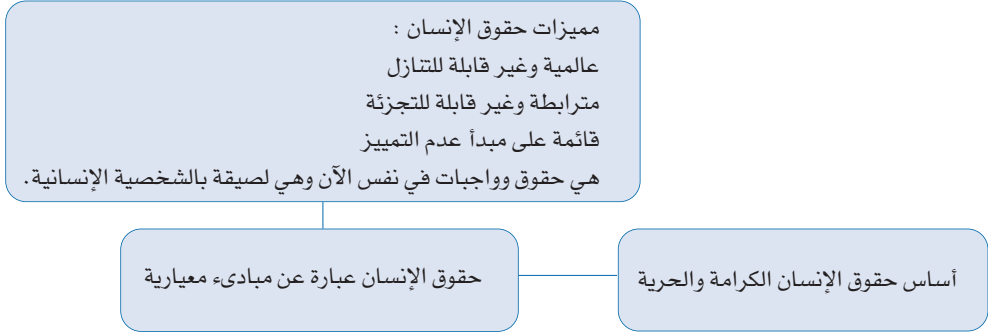 مميزات حقوق الإنسان :
عالمية وغير قابلة للتنازل
مترابطة وغير قابلة للتجزئة
قائمة على مبدأ عدم التمييز
هي حقوق وواجبات في نفس الآن وهي لصيقة بالشخصية الإنسانية.
أساس حقوق الإنسان الكرامة والحرية
حقوق الإنسان عبارة عن مبادىء معيارية